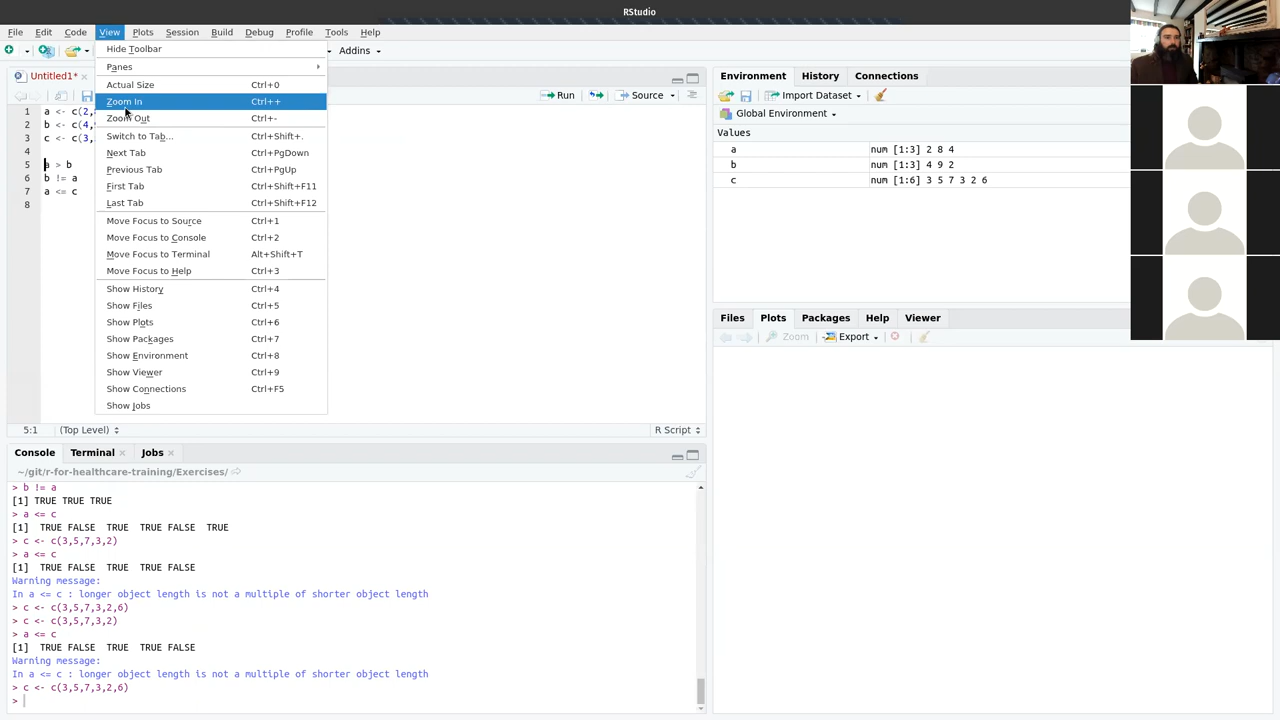 RStudio
File Edit Code View Plots Session Build Debug Profile Tools Help
Addins
Hide Toolbar
Panes
Actual Size Ctrl+0
Zoom In Ctrl++
Zoom Out Ctrl+-
Switch to Tab... Ctrl+Shift+.
Next Tab Ctrl+PgDown
Previous Tab Ctrl+PgUp
First Tab Ctrl+Shift+F11
Last Tab Ctrl+Shift+F12
Move Focus to Source Ctrl+1
Move Focus to Console Ctrl+2
Move Focus to Terminal Alt+Shift+T
Move Focus to Help Ctrl+3
Show History Ctrl+4
Show Files Ctrl+5
Show Plots Ctrl+6
Show Packages Ctrl+7
Show Environment Ctrl+8
Show Viewer Ctrl+9
Show Connections Ctrl+F5
Show Jobs
Untitled1*
Run Source
1 a <- c(2,
2 b <- c(4,
3 c <- c(3,
4
5 a > b
6 b != a
7 a <= c
8
5:1 (Top Level) R Script
Console Terminal Jobs
~/git/r-for-healthcare-training/Exercises/
> b != a
[1] TRUE TRUE TRUE
> a <= c
[1] TRUE FALSE TRUE TRUE FALSE TRUE
> c <- c(3,5,7,3,2)
> a <= c
[1] TRUE FALSE TRUE TRUE FALSE
Warning message:
In a <= c : longer object length is not a multiple of shorter object length
> c <- c(3,5,7,3,2,6)
> c <- c(3,5,7,3,2)
> a <= c
[1] TRUE FALSE TRUE TRUE FALSE
Warning message:
In a <= c : longer object length is not a multiple of shorter object length
> c <- c(3,5,7,3,2,6)
>
Environment History Connections
Import Dataset
Global Environment
Values
a num [1:3] 2 8 4
b num [1:3] 4 9 2
c num [1:6] 3 5 7 3 2 6
Files Plots Packages Help Viewer
Zoom Export